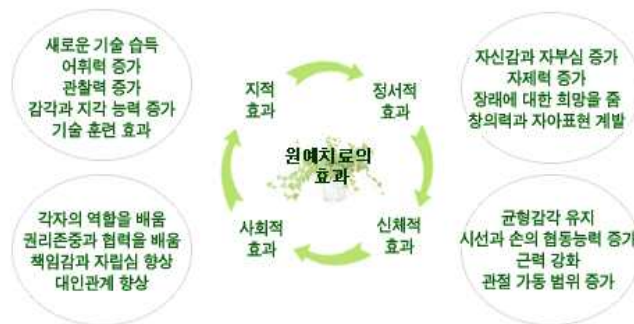 새로운 기술 습득
어휘력 증가
관찰력 증가
감각과 지각 능력 증가
기술 훈련 효과
지적
효과
정서적
효과
자신감과 자부심 증가
자제력 증가
장래에 대한 희망을 줌
창의력과 자아표현 계발
원예치료의
효과
각자의 역할을 배움
권리존중과 협력을 배움
책임감과 자립심 향상
대인관계 향상
사회적
효과
신체적
효과
균형감각 유지
시선과 손의 협동능력 증가
근력 강화
관절 가동 범위 증가